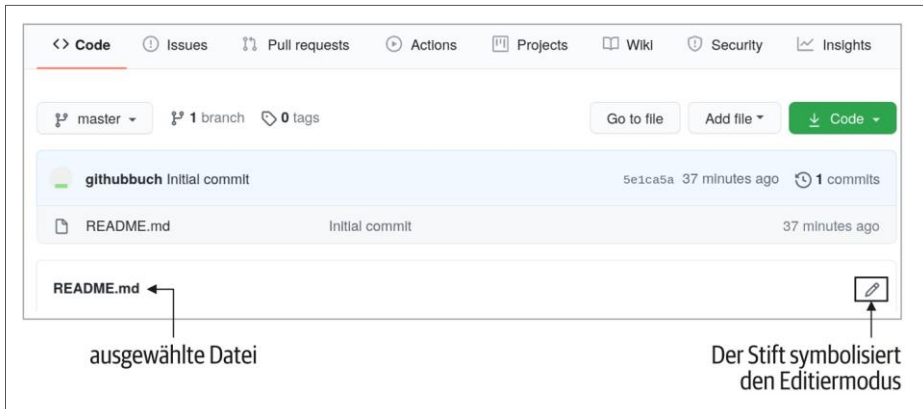 <> Code Issues Pull requests Actions Projects Wiki Security Insights
master 1 branch 0 tags Go to file Add file Code
githubbuch Initial commit 5e1ca5a 37 minutes ago 1 commits
README.md Initial commit 37 minutes ago
README.md
ausgewählte Datei
Der Stift symbolisiert
den Editiermodus